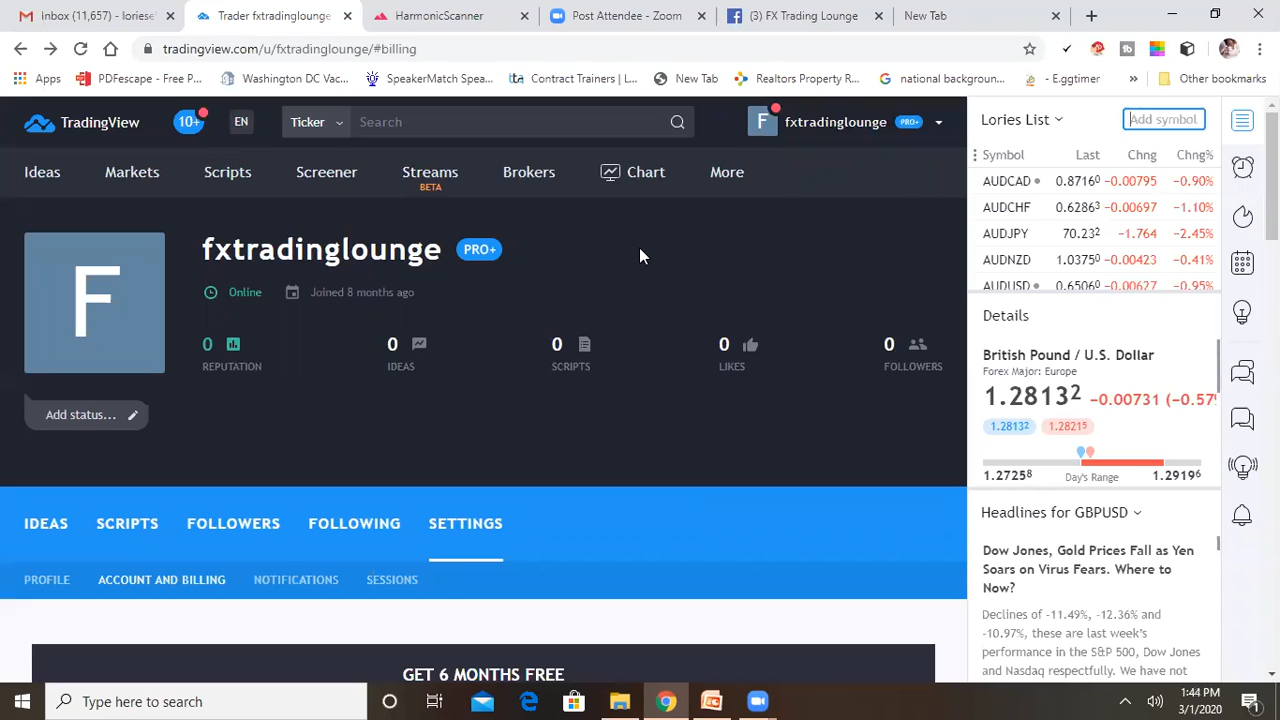 Inbox (11,657) - loriese
Trader fxtradinglounge
HarmonicScanner
Post Attendee - Zoom
(3) FX Trading Lounge
New Tab
tradingview.com/u/fxtradinglounge/#billing
Apps
PDFescape - Free P...
Washington DC Vac...
SpeakerMatch Spea...
Contract Trainers | L...
New Tab
Realtors Property R...
national backgroun...
- E.ggtimer
Other bookmarks
TradingView
10+
EN
Ticker
Search
F
fxtradinglounge
PRO+
Ideas
Markets
Scripts
Screener
Streams
BETA
Brokers
Chart
More
F
fxtradinglounge
PRO+
Online
Joined 8 months ago
0
REPUTATION
0
IDEAS
0
SCRIPTS
0
LIKES
0
FOLLOWERS
Add status...
IDEAS
SCRIPTS
FOLLOWERS
FOLLOWING
SETTINGS
PROFILE
ACCOUNT AND BILLING
NOTIFICATIONS
SESSIONS
GET 6 MONTHS FREE
Lories List
Add symbol
Symbol Last Chng Chng%
AUDCAD 0.87160 −0.00795 −0.90%
AUDCHF 0.62863 −0.00697 −1.10%
AUDJPY 70.232 −1.764 −2.45%
AUDNZD 1.03750 −0.00423 −0.41%
AUDUSD 0.65060 −0.00627 −0.95%
Details
British Pound / U.S. Dollar
Forex Major: Europe
1.28132 −0.00731 (−0.57%
1.28132
1.28215
1.27258
Day's Range
1.29196
Headlines for GBPUSD
Dow Jones, Gold Prices Fall as Yen
Soars on Virus Fears. Where to
Now?
Declines of -11.49%, -12.36% and
-10.97%, these are last week's
performance in the S&P 500, Dow Jones
and Nasdaq respectfully. We have not
Type here to search
1:44 PM
3/1/2020
1